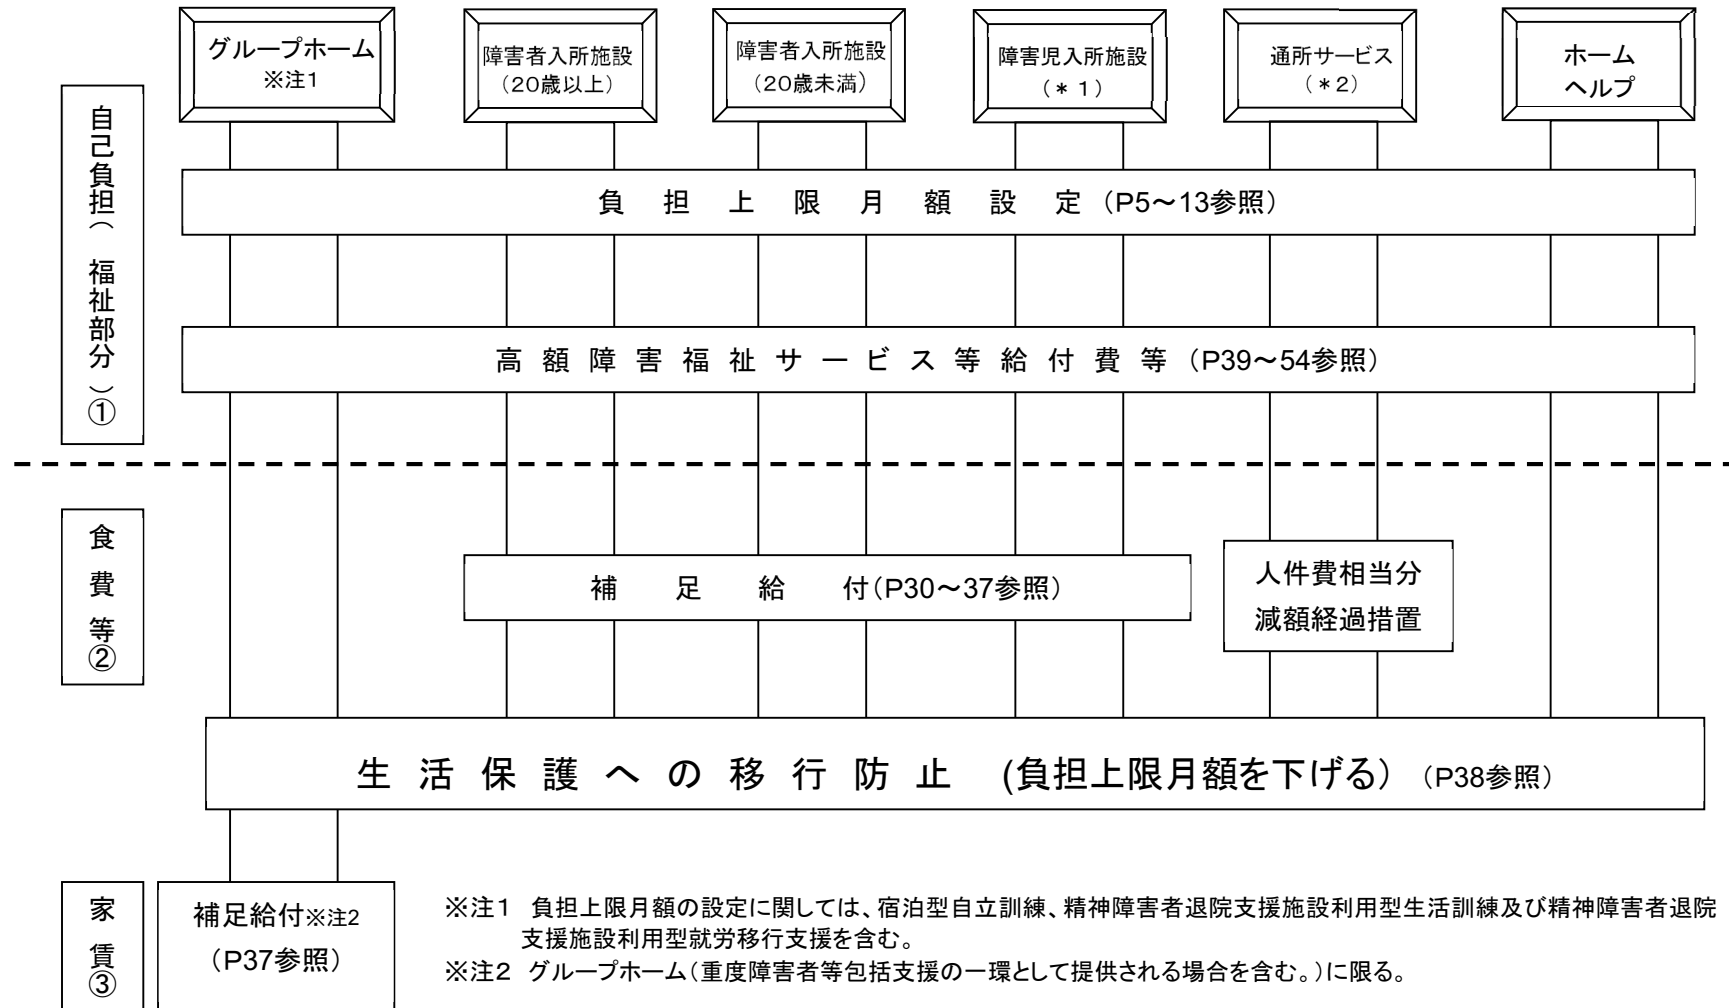 グループホーム
※注1
障害者入所施設
(20歳以上)
障害者入所施設
(20歳未満)
障害児入所施設
(＊1)
通所サービス
(＊2)
ホーム
ヘルプ
自己負担(福祉部分)①
負担上限月額設定(P5～13参照)
高額障害福祉サービス等給付費等(P39～54参照)
食費等②
補足給付(P30～37参照)
人件費相当分
減額経過措置
生活保護への移行防止 (負担上限月額を下げる) (P38参照)
家賃③
補足給付※注2
(P37参照)
※注1 負担上限月額の設定に関しては、宿泊型自立訓練、精神障害者退院支援施設利用型生活訓練及び精神障害者退院
支援施設利用型就労移行支援を含む。
※注2 グループホーム(重度障害者等包括支援の一環として提供される場合を含む。)に限る。